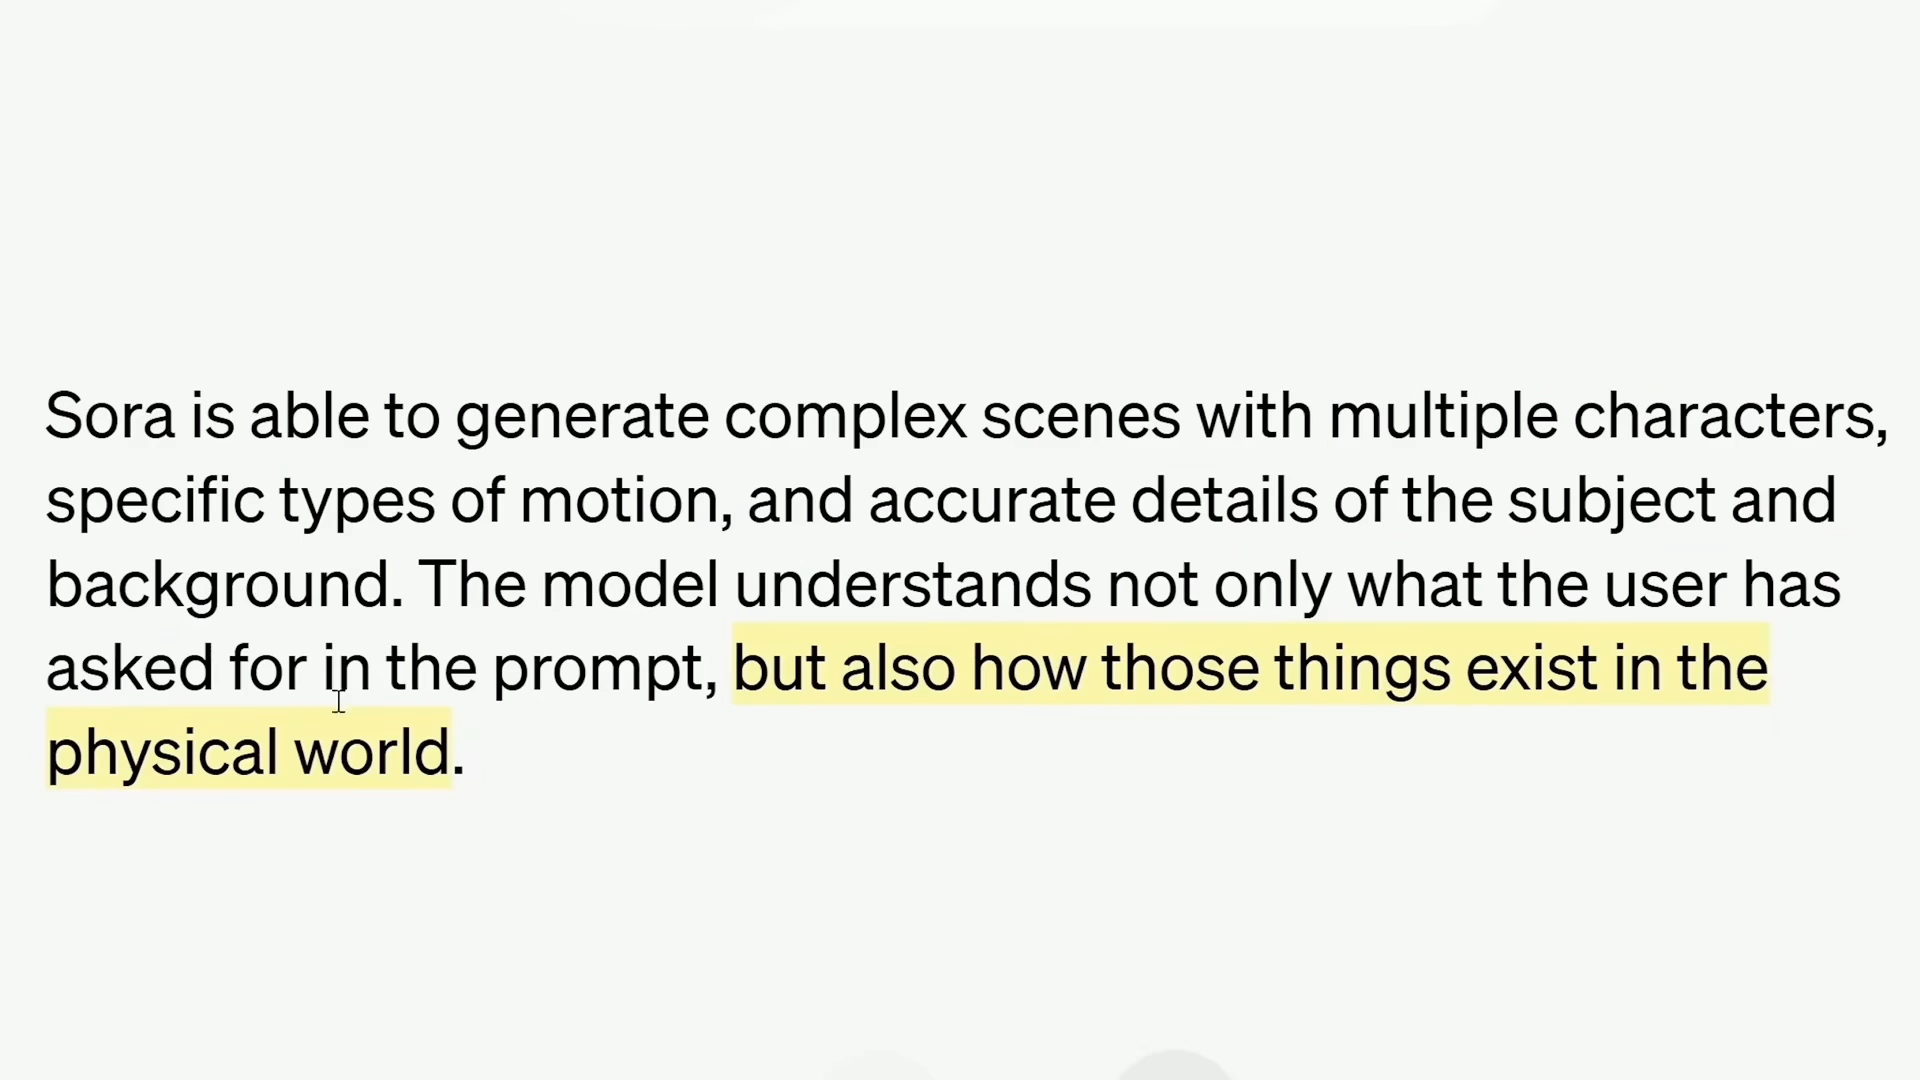 Sora is able to generate complex scenes with multiple characters,
specific types of motion, and accurate details of the subject and
background. The model understands not only what the user has
asked for in the prompt, but also how those things exist in the
physical world.